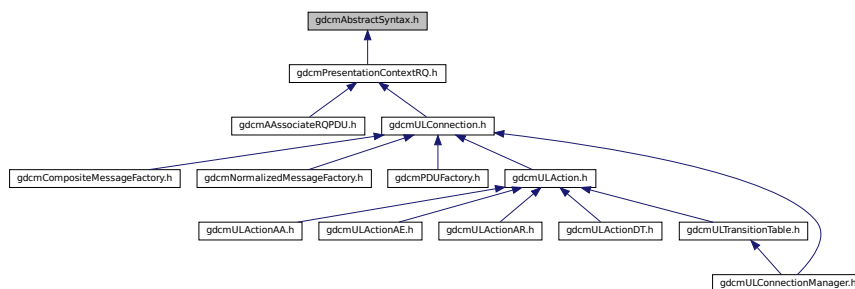 gdcmAbstractSyntax.h
gdcmPresentationContextRQ.h
gdcmAAssociateRQPDU.h
gdcmULConnection.h
gdcmCompositeMessageFactory.h
gdcmNormalizedMessageFactory.h
gdcmPDUFactory.h
gdcmULAction.h
gdcmULActionAA.h
gdcmULActionAE.h
gdcmULActionAR.h
gdcmULActionDT.h
gdcmULTransitionTable.h
gdcmULConnectionManager.h